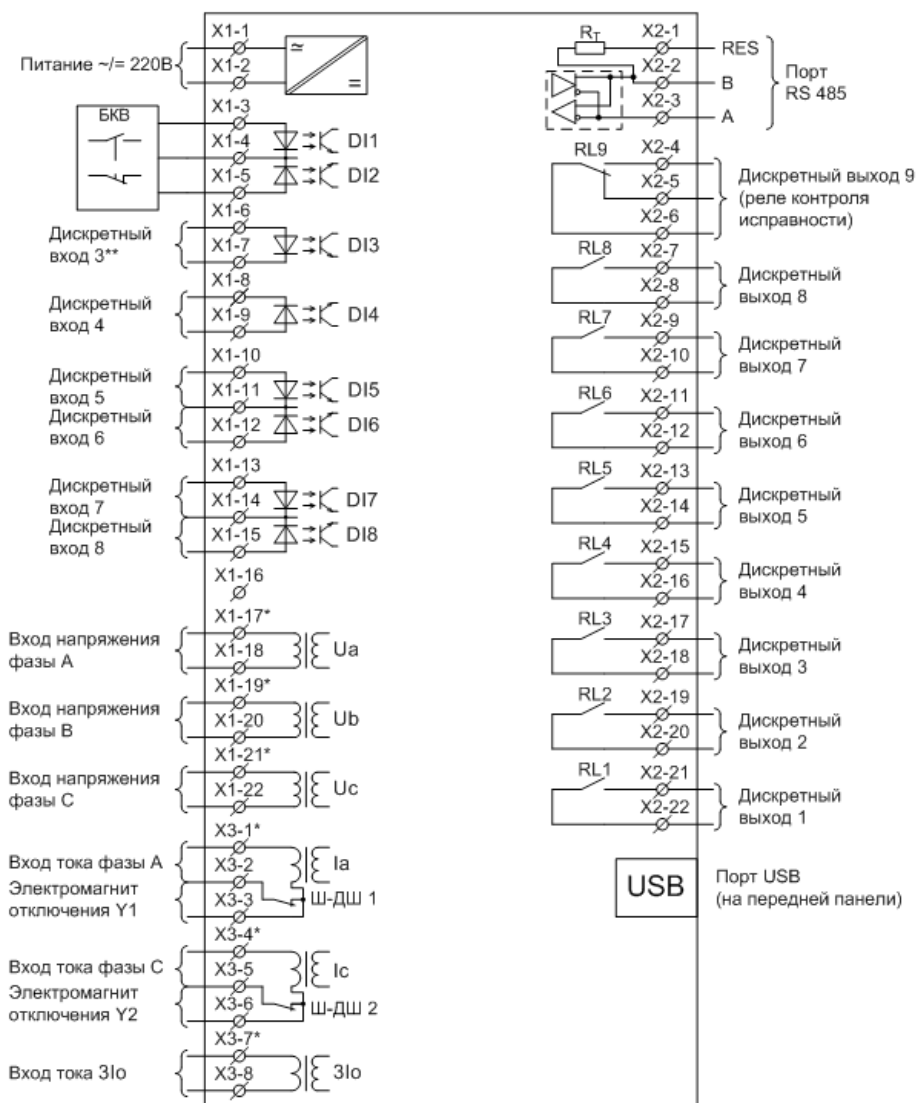 X1-1
Питание ~/= 220В
X1-2
≃
=
X1-3
БКВ
X1-4
DI1
X1-5
DI2
X1-6
Дискретный
вход 3**
X1-7
DI3
X1-8
Дискретный
вход 4
X1-9
DI4
X1-10
Дискретный
вход 5
X1-11
DI5
Дискретный
вход 6
X1-12
DI6
X1-13
Дискретный
вход 7
X1-14
DI7
Дискретный
вход 8
X1-15
DI8
X1-16
X1-17*
Вход напряжения
фазы А
X1-18
Ua
X1-19*
Вход напряжения
фазы В
X1-20
Ub
X1-21*
Вход напряжения
фазы С
X1-22
Uc
X3-1*
Вход тока фазы А
X3-2
Ia
Электромагнит
отключения Y1
X3-3
Ш-ДШ 1
X3-4*
Вход тока фазы С
X3-5
Ic
Электромагнит
отключения Y2
X3-6
Ш-ДШ 2
X3-7*
Вход тока 3Io
X3-8
3Io
RT
X2-1
RES
X2-2
B
X2-3
A
Порт
RS 485
RL9
X2-4
X2-5
X2-6
Дискретный выход 9
(реле контроля
исправности)
RL8
X2-7
X2-8
Дискретный
выход 8
RL7
X2-9
X2-10
Дискретный
выход 7
RL6
X2-11
X2-12
Дискретный
выход 6
RL5
X2-13
X2-14
Дискретный
выход 5
RL4
X2-15
X2-16
Дискретный
выход 4
RL3
X2-17
X2-18
Дискретный
выход 3
RL2
X2-19
X2-20
Дискретный
выход 2
RL1
X2-21
X2-22
Дискретный
выход 1
USB
Порт USB
(на передней панели)